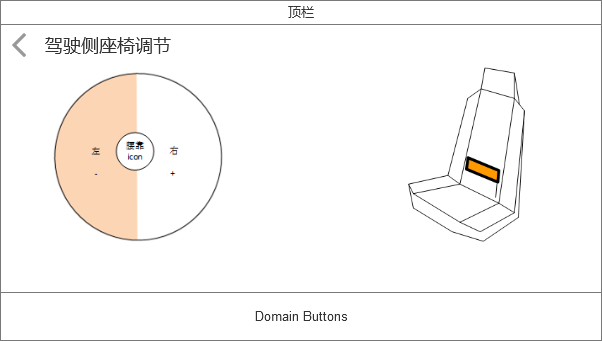 顶栏
驾驶侧座椅调节
腰靠
icon
左 右
- +
Domain Buttons